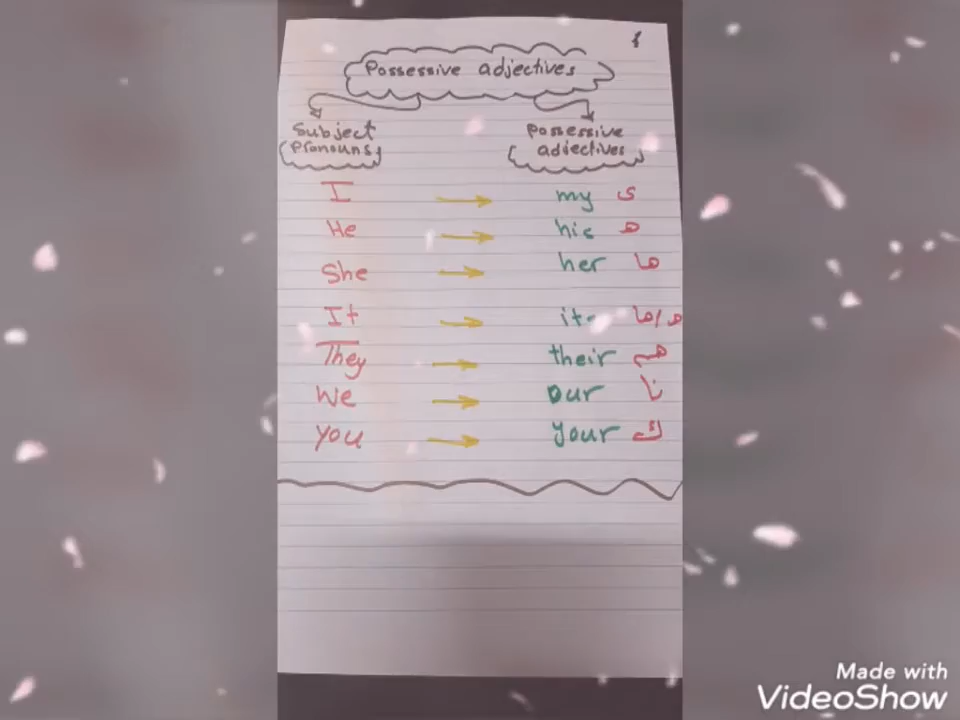 Possessive adjectives
Subject pronouns
possessive adjectives
I → my ى
He → his ه
She → her ها
It → its ه/ها
They → their هم
We → our نا
you → your ك
Made with
VideoShow